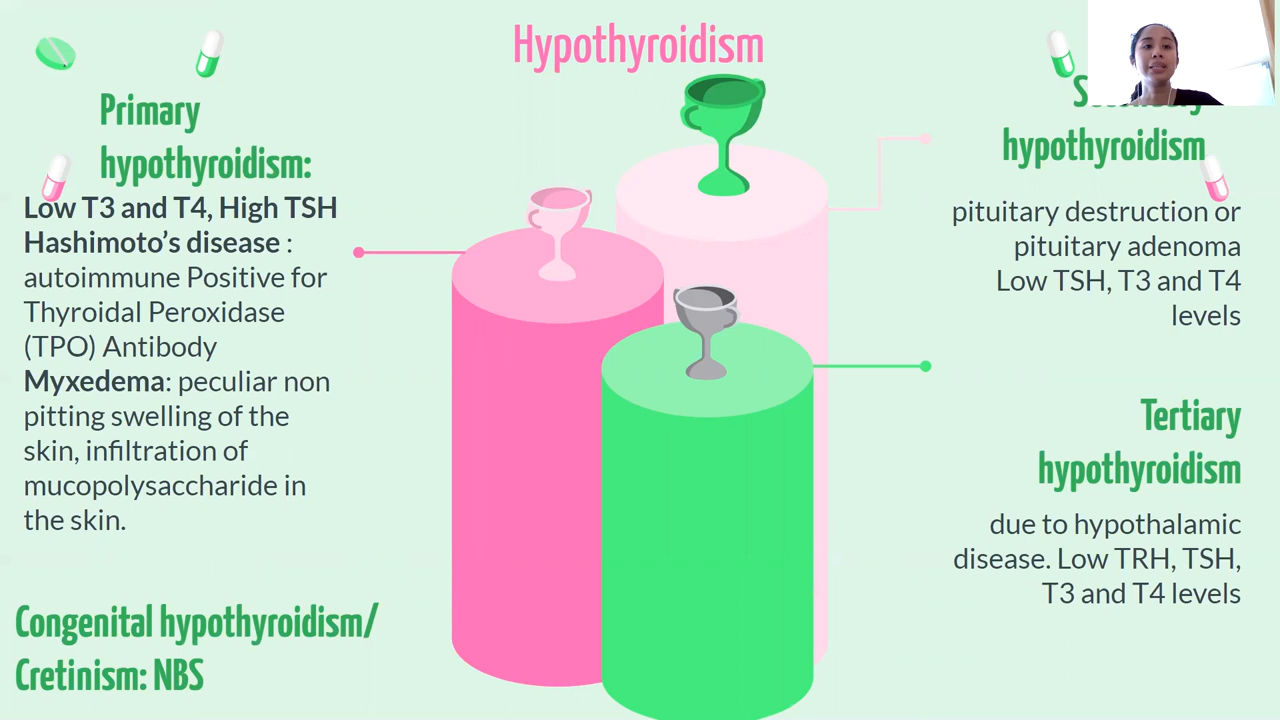 Hypothyroidism
Primary
hypothyroidism:
Low T3 and T4, High TSH
Hashimoto's disease :
autoimmune Positive for
Thyroidal Peroxidase
(TPO) Antibody
Myxedema: peculiar non
pitting swelling of the
skin, infiltration of
mucopolysaccharide in
the skin.
Congenital hypothyroidism/
Cretinism: NBS
hypothyroidism
pituitary destruction or
pituitary adenoma
Low TSH, T3 and T4
levels
Tertiary
hypothyroidism
due to hypothalamic
disease. Low TRH, TSH,
T3 and T4 levels